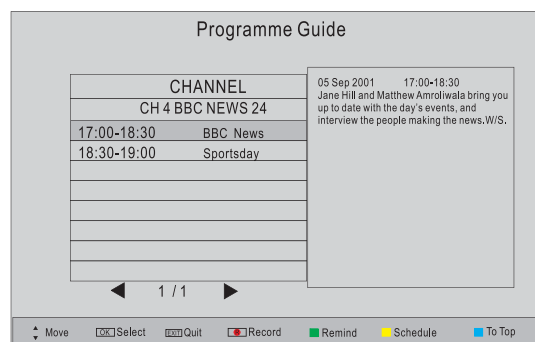 Programme Guide
CHANNEL
CH 4 BBC NEWS 24
17:00-18:30 BBC News
18:30-19:00 Sportsday
1 / 1
05 Sep 2001 17:00-18:30
Jane Hill and Matthew Amroliwala bring you
up to date with the day's events, and
interview the people making the news.W/S.
Move OK Select EXIT Quit Record Remind Schedule To Top